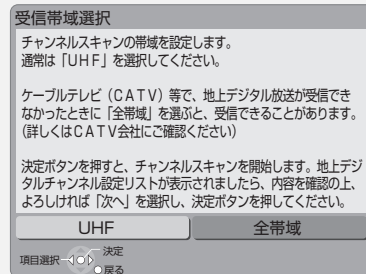 受信帯域選択
チャンネルスキャンの帯域を設定します。
通常は「ＵＨＦ」を選択してください。
ケーブルテレビ（ＣＡＴＶ）等で、地上デジタル放送が受信でき
なかったときに「全帯域」を選ぶと、受信できることがあります。
（詳しくはＣＡＴＶ会社にご確認ください）
決定ボタンを押すと、チャンネルスキャンを開始します。地上デジ
タルチャンネル設定リストが表示されましたら、内容を確認の上、
よろしければ「次へ」を選択し、決定ボタンを押してください。
UHF 全帯域
決定
項目選択
戻る